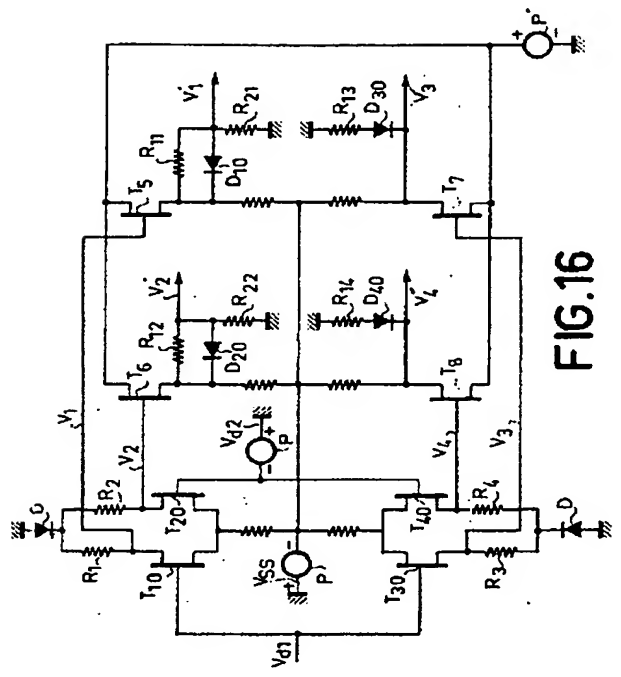 P'
+
-
V'1
R11
R21
T5
D10
R13
D30
V'3
T7
V'2
R12
R22
T6
D20
R14
D40
V'4
T8
V1
V2
Vd2
+
P
-
V4
V3
D
R1
R2
T10
T20
VSS
+
-
P
T30
T40
R3
R4
D
Vd1
FIG.16